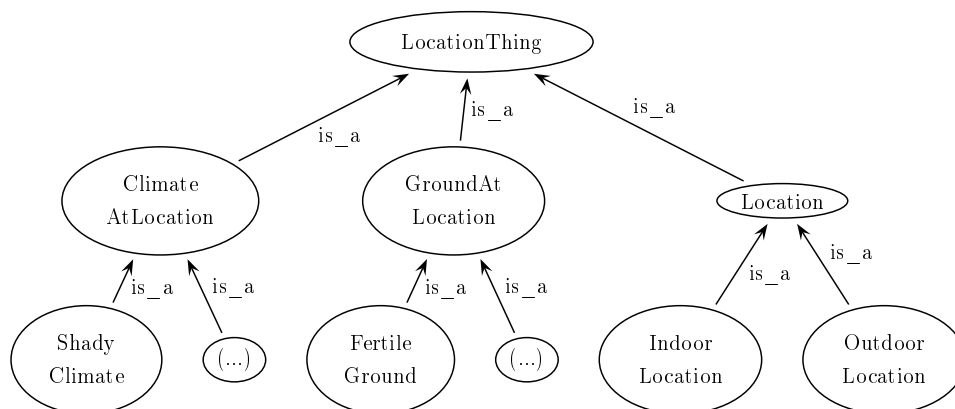 LocationThing
is_a
is_a
is_a
Climate
AtLocation
GroundAt
Location
Location
is_a
is_a
is_a
is_a
is_a
is_a
Shady
Climate
(...)
Fertile
Ground
(...)
Indoor
Location
Outdoor
Location